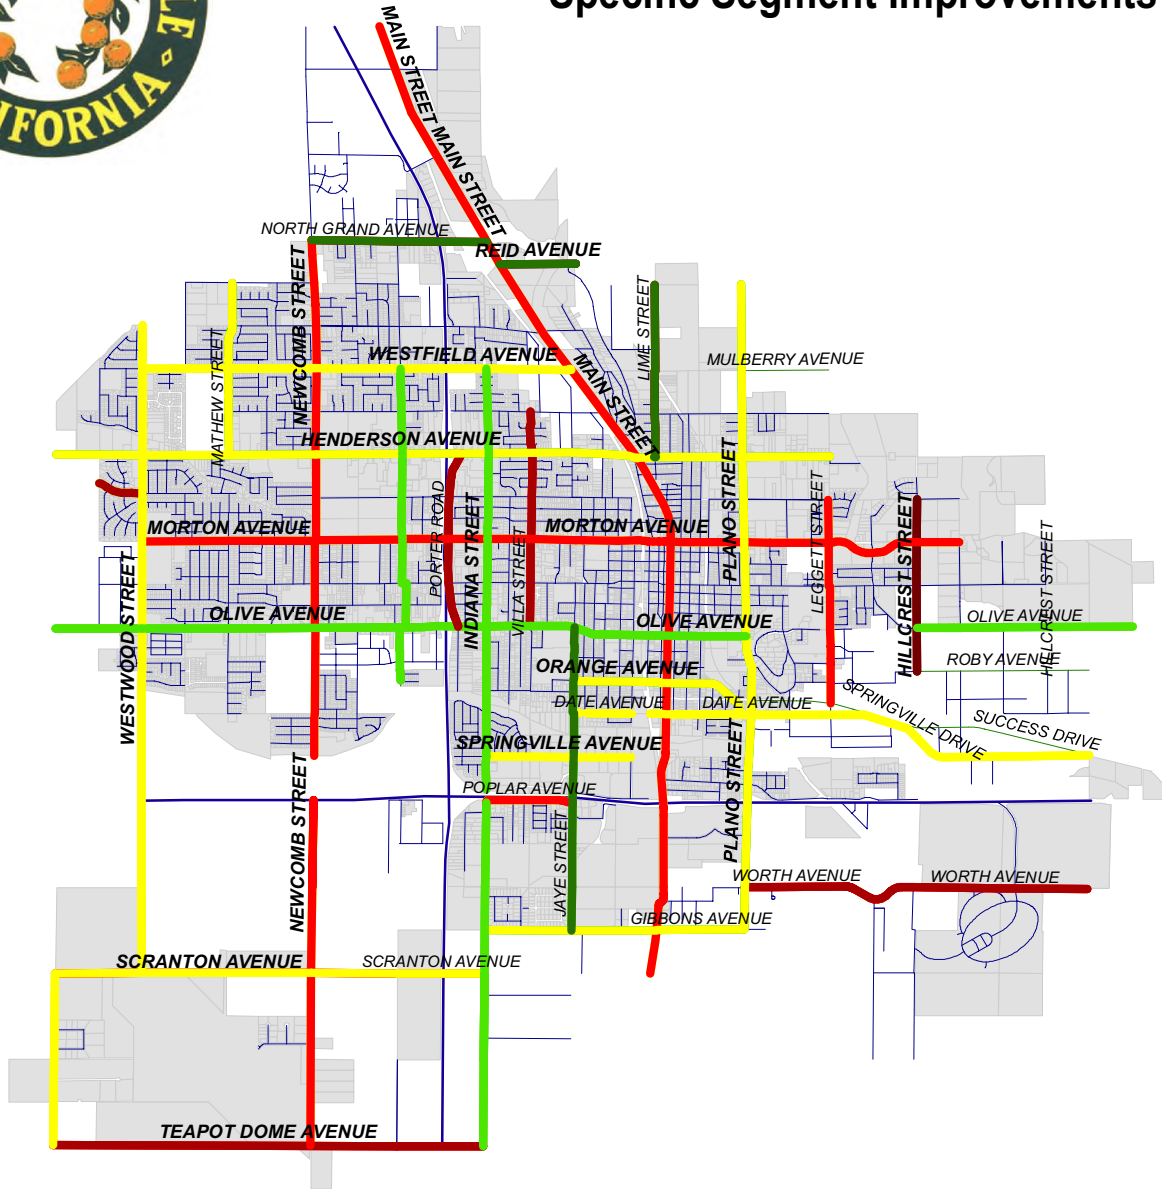 Specific Segment Improvements
LE
IFORNIA
MAIN STREET
MAIN STREET
NORTH GRAND AVENUE
REID AVENUE
NEWCOMB STREET
LIME STREET
MATHEW STREET
WESTFIELD AVENUE
MAIN STREET
MULBERRY AVENUE
HENDERSON AVENUE
PLANO STREET
PORTER ROAD
INDIANA STREET
LEGGETT STREET
HILLCREST STREET
HILLCREST STREET
MORTON AVENUE
MORTON AVENUE
VILLA STREET
WESTWOOD STREET
OLIVE AVENUE
OLIVE AVENUE
OLIVE AVENUE
ORANGE AVENUE
ROBY AVENUE
DATE AVENUE
DATE AVENUE
SPRINGVILLE DRIVE
SUCCESS DRIVE
SPRINGVILLE AVENUE
PLANO STREET
NEWCOMB STREET
POPLAR AVENUE
JAYE STREET
WORTH AVENUE
WORTH AVENUE
GIBBONS AVENUE
SCRANTON AVENUE
SCRANTON AVENUE
TEAPOT DOME AVENUE